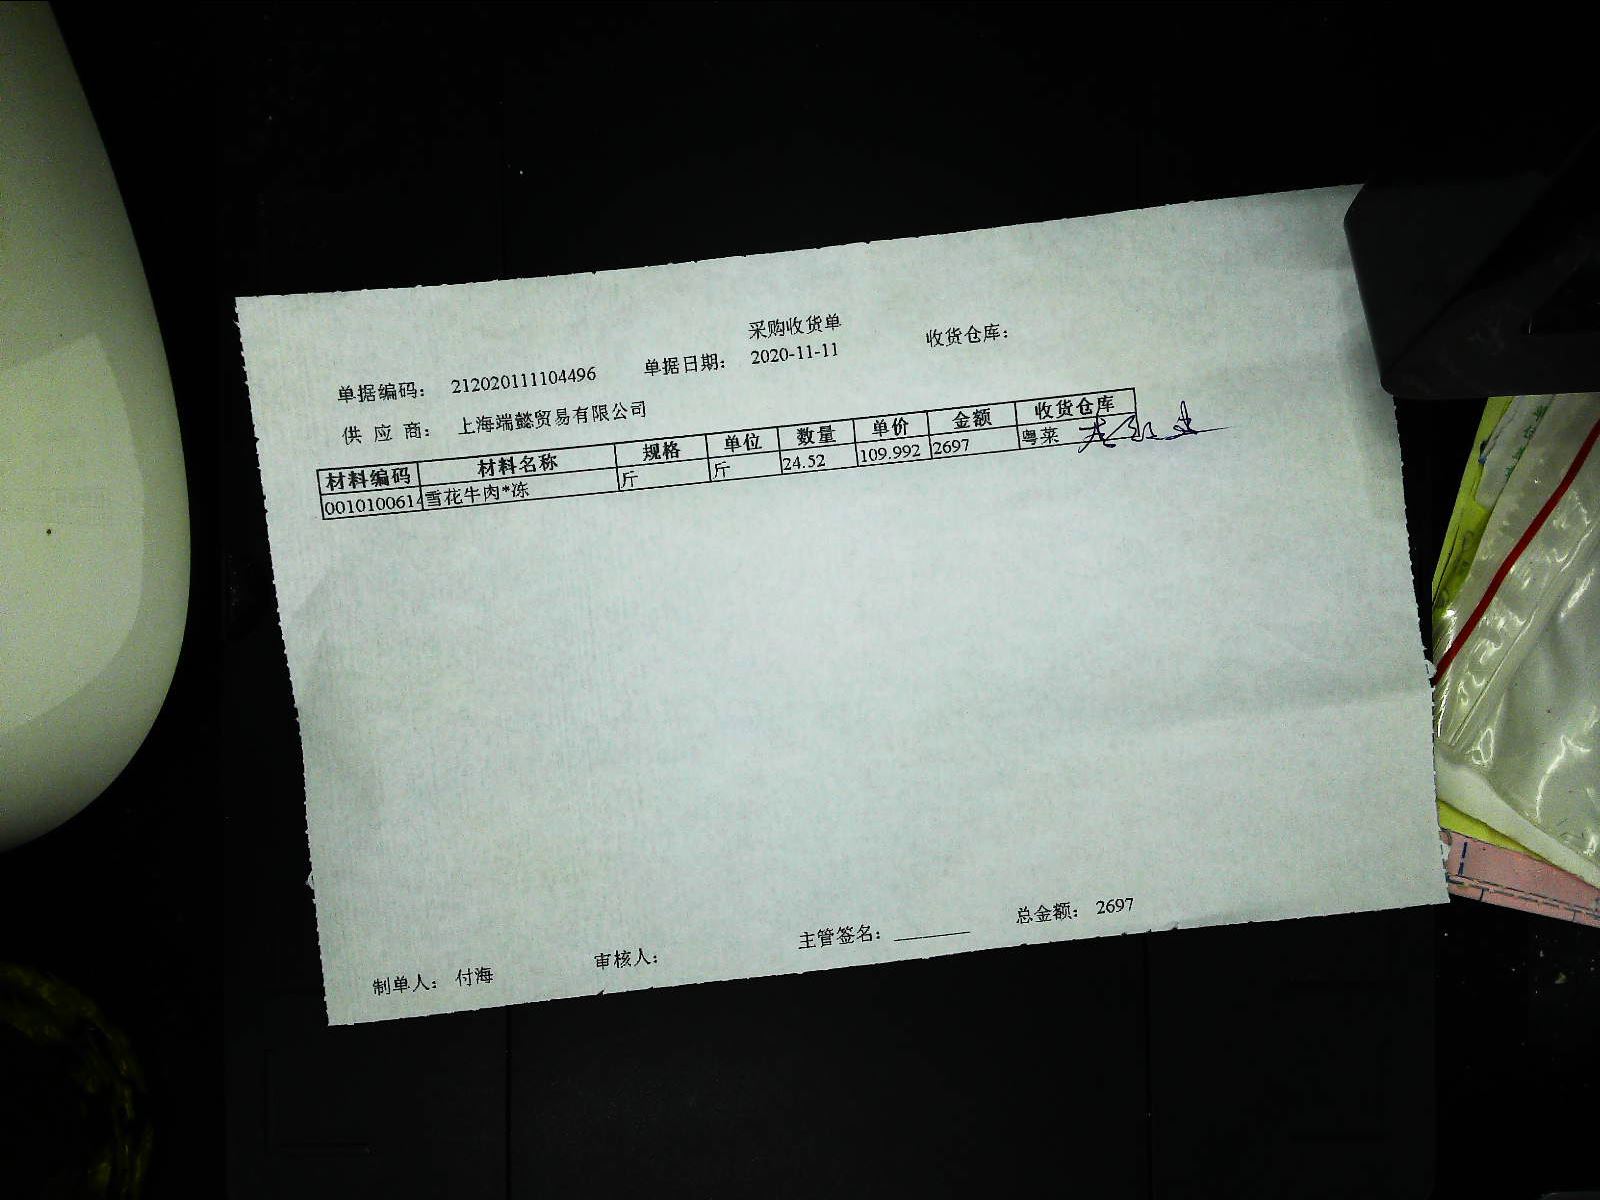 采购收货单
单据编码： 212020111104496 单据日期： 2020-11-11 收货仓库：
供 应 商： 上海端懿贸易有限公司
材料编码 材料名称 规格 单位 数量 单价 金额 收货仓库
0010100614 雪花牛肉*冻 斤 斤 24.52 109.992 2697 粤菜
制单人： 付海 审核人： 主管签名： 总金额： 2697